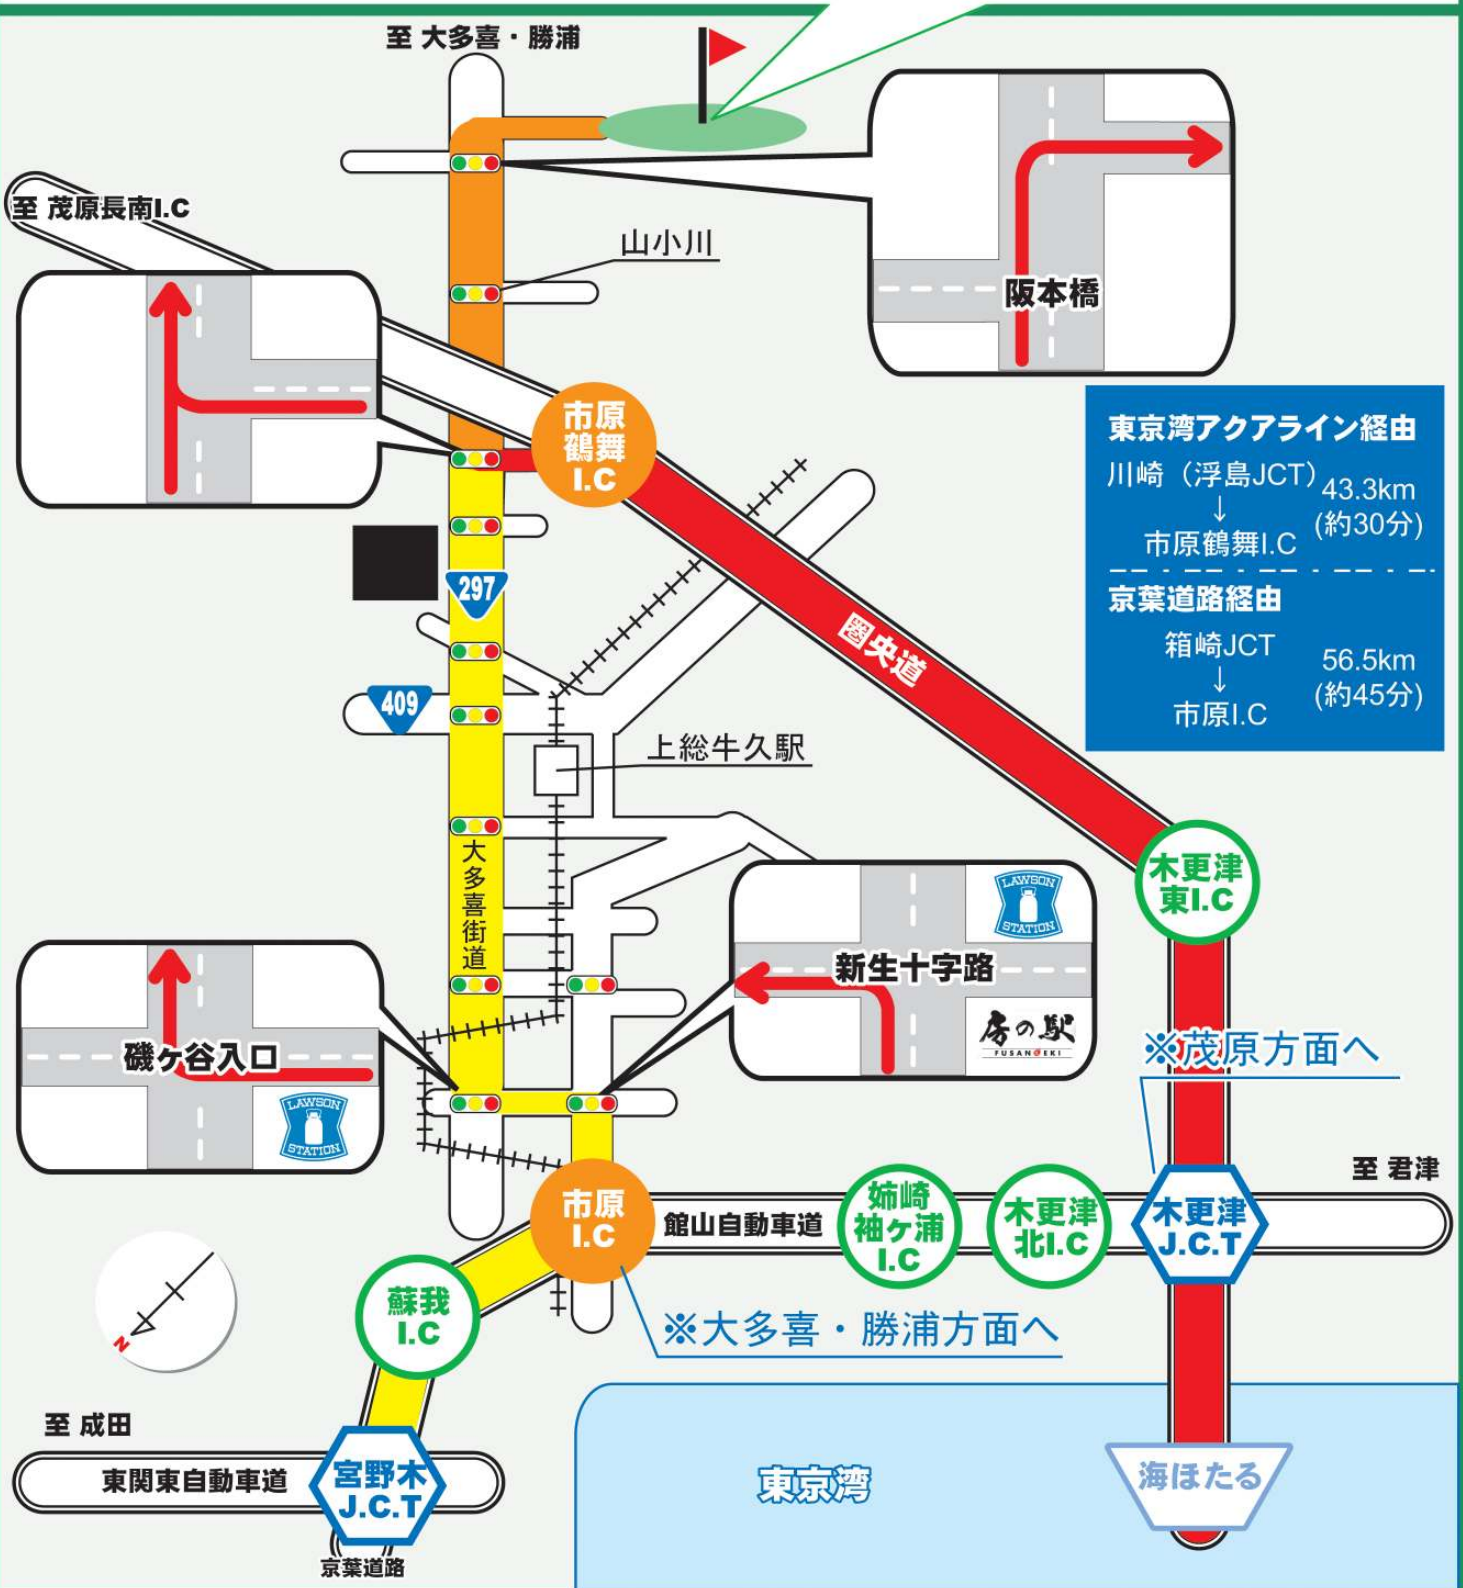 至 大多喜・勝浦
至 茂原長南I.C
山小川
阪本橋
市原
鶴舞
I.C
東京湾アクアライン経由
川崎（浮島JCT）
↓
市原鶴舞I.C
43.3km
(約30分)
京葉道路経由
箱崎JCT
↓
市原I.C
56.5km
(約45分)
297
圏央道
409
上総牛久駅
大多喜街道
木更津
東I.C
LAWSON
STATION
新生十字路
房の駅
FUSANOEKI
磯ヶ谷入口
LAWSON
STATION
※茂原方面へ
至 君津
市原
I.C
館山自動車道
姉崎
袖ヶ浦
I.C
木更津
北I.C
木更津
J.C.T
蘇我
I.C
※大多喜・勝浦方面へ
N
至 成田
東関東自動車道
宮野木
J.C.T
京葉道路
東京湾
海ほたる